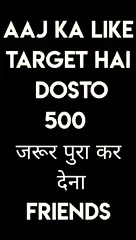 AAJ KA LIKE
TARGET HAI
DOSTO
500
जरूर पुरा कर
देना
FRIENDS